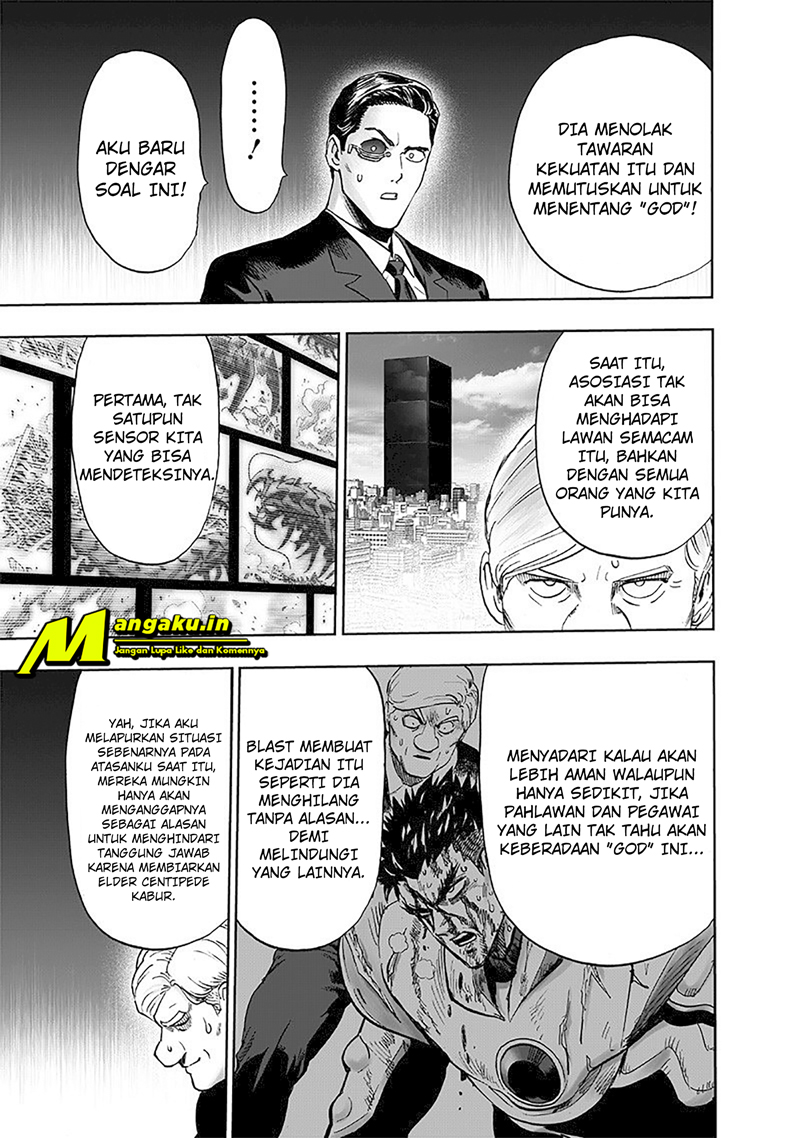 DIA MENOLAK
TAWARAN
KEKUATAN ITU DAN
MEMUTUSKAN UNTUK
MENENTANG "GOD"!
......!
AKU BARU
DENGAR
SOAL INI!
SAAT ITU,
ASOSIASI TAK
AKAN BISA
MENGHADAPI
LAWAN SEMACAM
ITU, BAHKAN
DENGAN SEMUA
ORANG YANG KITA
PUNYA.
PERTAMA, TAK
SATUPUN
SENSOR KITA
YANG BISA
MENDETEKSINYA.
Mangaku.in
Jangan Lupa Like dan Komennya
MENYADARI KALAU AKAN
LEBIH AMAN WALAUPUN
HANYA SEDIKIT, JIKA
PAHLAWAN DAN PEGAWAI
YANG LAIN TAK TAHU AKAN
KEBERADAAN "GOD" INI...
BLAST MEMBUAT
KEJADIAN ITU
SEPERTI DIA
MENGHILANG
TANPA ALASAN...
DEMI
MELINDUNGI
YANG LAINNYA.
YAH, JIKA AKU
MELAPURKAN SITUASI
SEBENARNYA PADA
ATASANKU SAAT ITU,
MEREKA MUNGKIN
HANYA AKAN
MENGANGGAPNYA
SEBAGAI ALASAN
UNTUK MENGHINDARI
TANGGUNG JAWAB
KARENA MEMBIARKAN
ELDER CENTIPEDE
KABUR.